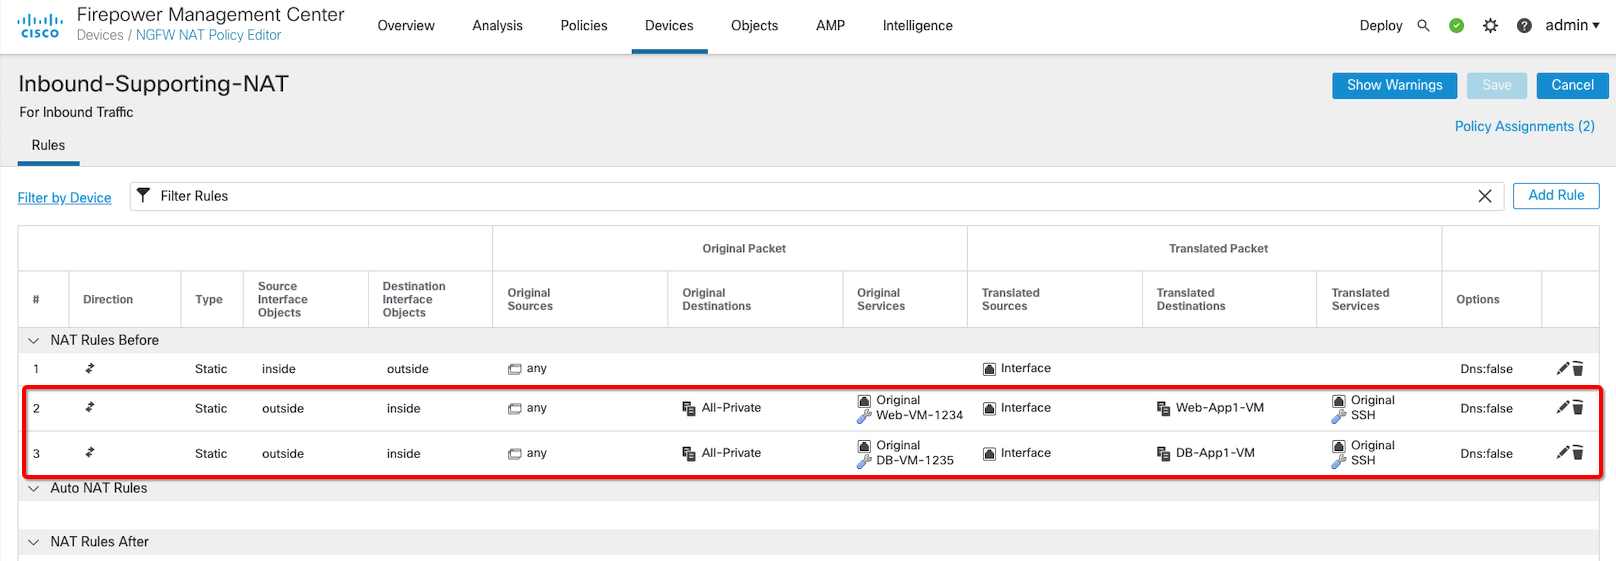 CISCO
Firepower Management Center
Devices / NGFW NAT Policy Editor
Overview
Analysis
Policies
Devices
Objects
AMP
Intelligence
Deploy
admin
Inbound-Supporting-NAT
For Inbound Traffic
Show Warnings
Save
Cancel
Policy Assignments (2)
Rules
Filter by Device
Filter Rules
Add Rule
Original Packet
Translated Packet
#
Direction
Type
Source
Interface
Objects
Destination
Interface
Objects
Original
Sources
Original
Destinations
Original
Services
Translated
Sources
Translated
Destinations
Translated
Services
Options
NAT Rules Before
1
Static
inside
outside
any
Interface
Dns:false
2
Static
outside
inside
any
All-Private
Original
Web-VM-1234
Interface
Web-App1-VM
Original
SSH
Dns:false
3
Static
outside
inside
any
All-Private
Original
DB-VM-1235
Interface
DB-App1-VM
Original
SSH
Dns:false
Auto NAT Rules
NAT Rules After